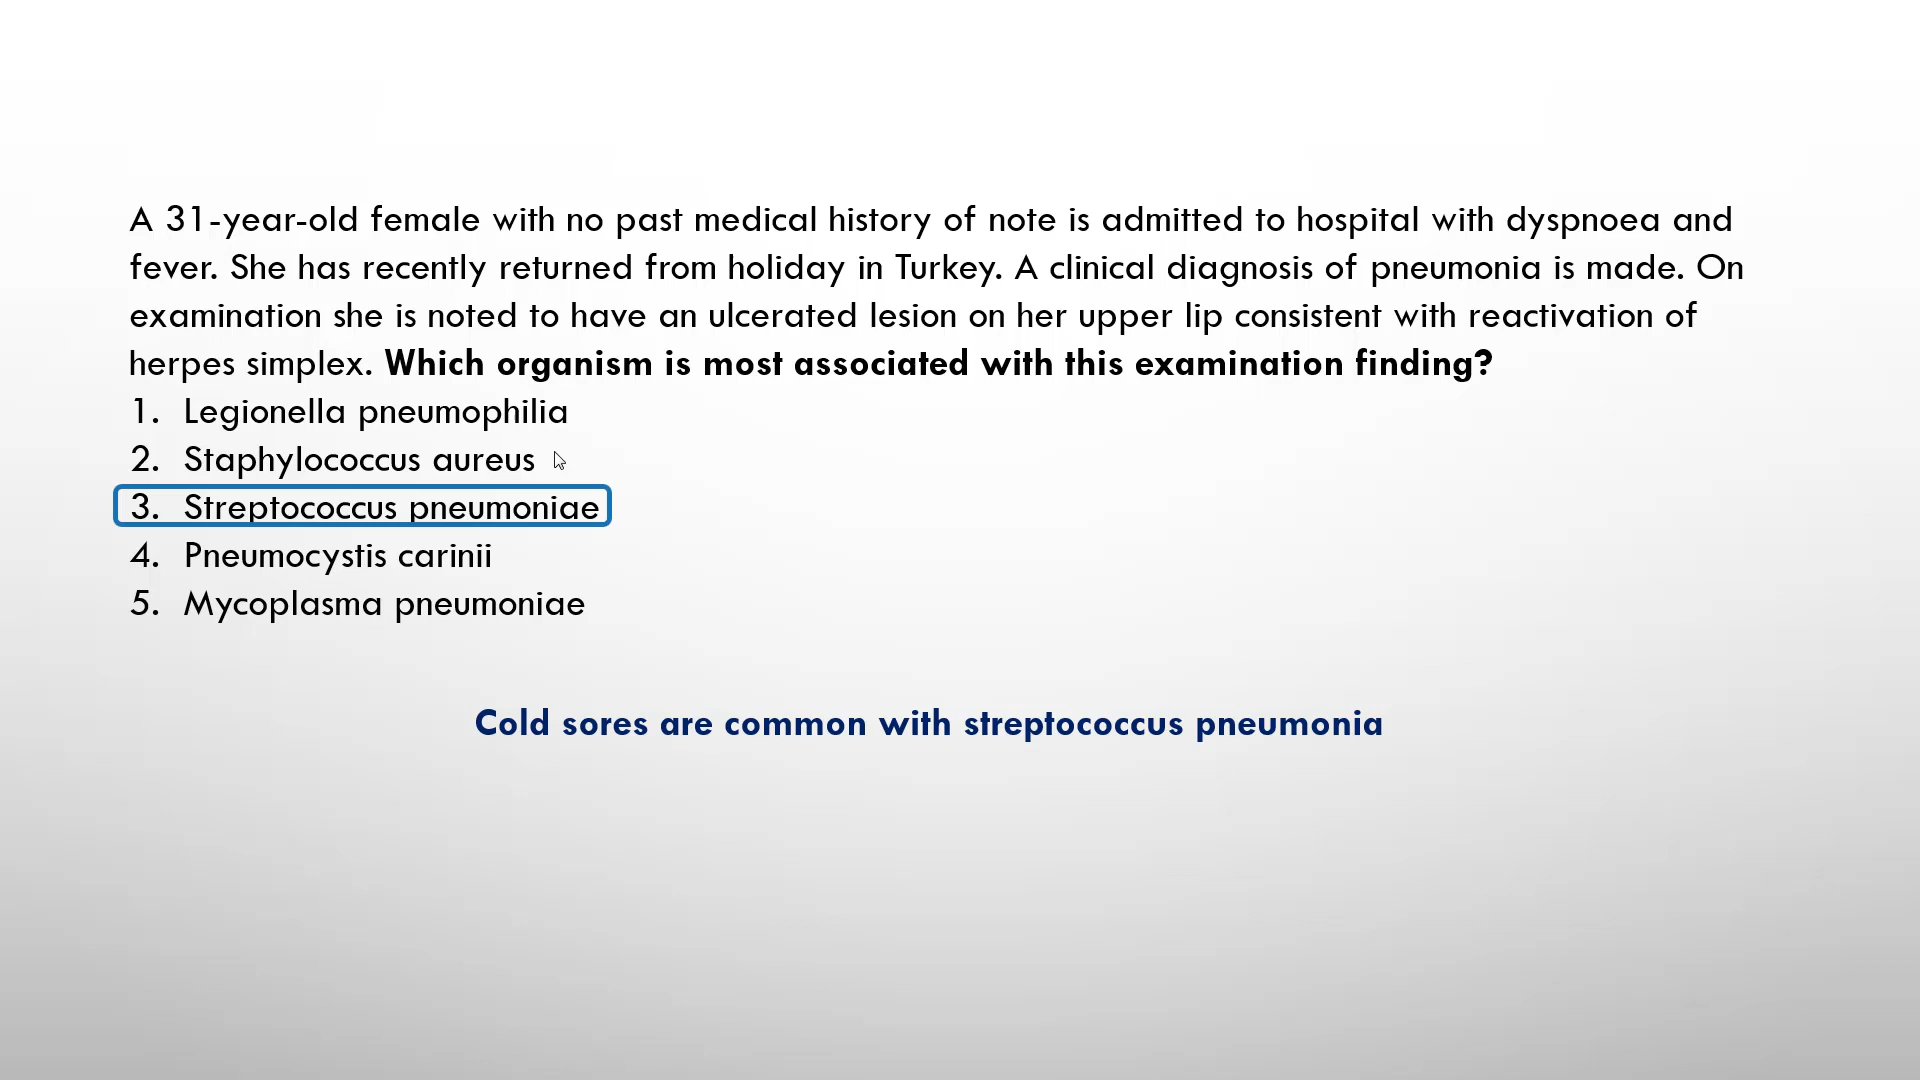 A 31-year-old female with no past medical history of note is admitted to hospital with dyspnoea and
fever. She has recently returned from holiday in Turkey. A clinical diagnosis of pneumonia is made. On
examination she is noted to have an ulcerated lesion on her upper lip consistent with reactivation of
herpes simplex. Which organism is most associated with this examination finding?
1. Legionella pneumophilia
2. Staphylococcus aureus
3. Streptococcus pneumoniae
4. Pneumocystis carinii
5. Mycoplasma pneumoniae
Cold sores are common with streptococcus pneumonia